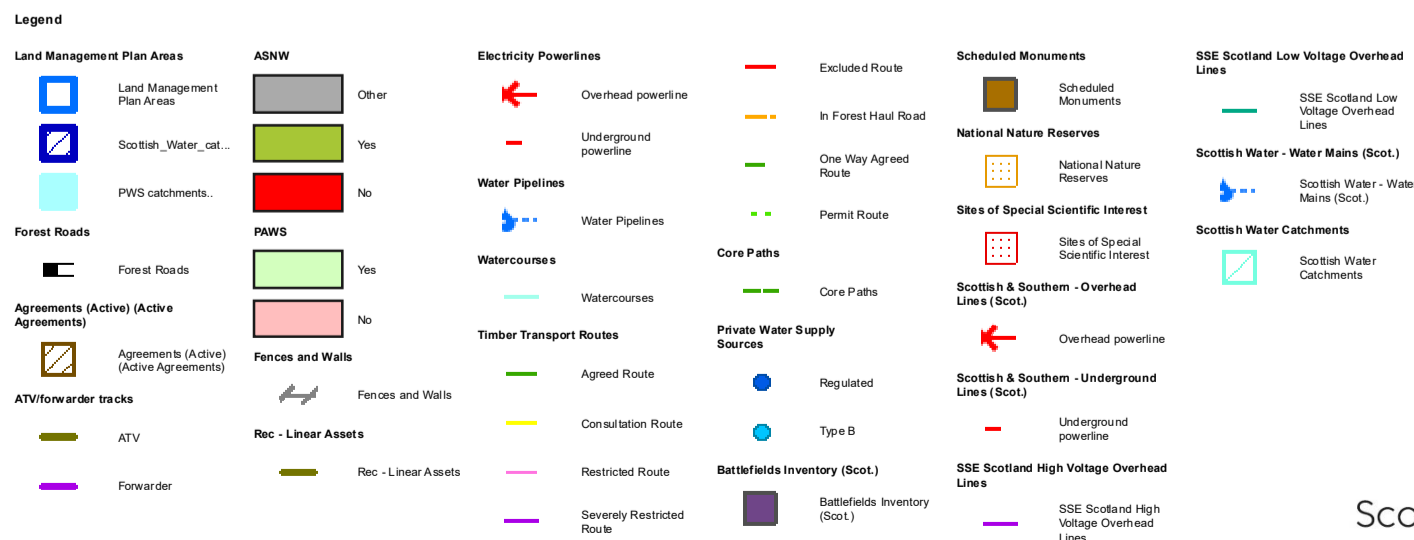 Legend
Land Management Plan Areas
Land Management
Plan Areas
Scottish_Water_cat...
PWS catchments..
Forest Roads
Forest Roads
Agreements (Active) (Active
Agreements)
Agreements (Active)
(Active Agreements)
ATV/forwarder tracks
ATV
Forwarder
ASNW
Other
Yes
No
PAWS
Yes
No
Fences and Walls
Fences and Walls
Rec - Linear Assets
Rec - Linear Assets
Electricity Powerlines
Overhead powerline
Underground
powerline
Water Pipelines
Water Pipelines
Watercourses
Watercourses
Timber Transport Routes
Agreed Route
Consultation Route
Restricted Route
Severely Restricted
Route
Excluded Route
In Forest Haul Road
One Way Agreed
Route
Permit Route
Core Paths
Core Paths
Private Water Supply
Sources
Regulated
Type B
Battlefields Inventory (Scot.)
Battlefields Inventory
(Scot.)
Scheduled Monuments
Scheduled
Monuments
National Nature Reserves
National Nature
Reserves
Sites of Special Scientific Interest
Sites of Special
Scientific Interest
Scottish & Southern - Overhead
Lines (Scot.)
Overhead powerline
Scottish & Southern - Underground
Lines (Scot.)
Underground
powerline
SSE Scotland High Voltage Overhead
Lines
SSE Scotland High
Voltage Overhead
Lines
SSE Scotland Low Voltage Overhead
Lines
SSE Scotland Low
Voltage Overhead
Lines
Scottish Water - Water Mains (Scot.)
Scottish Water - Wate
Mains (Scot.)
Scottish Water Catchments
Scottish Water
Catchments
Sco